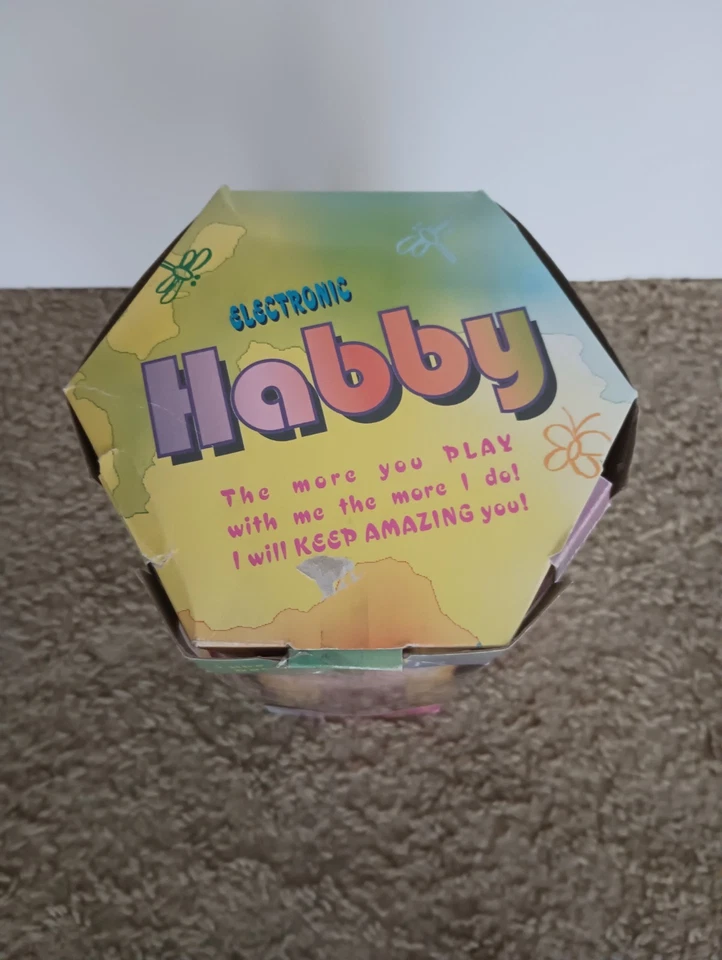 ELECTRONIC
Habby
The more you PLAY
with me the more I do!
I will KEEP AMAZING you!